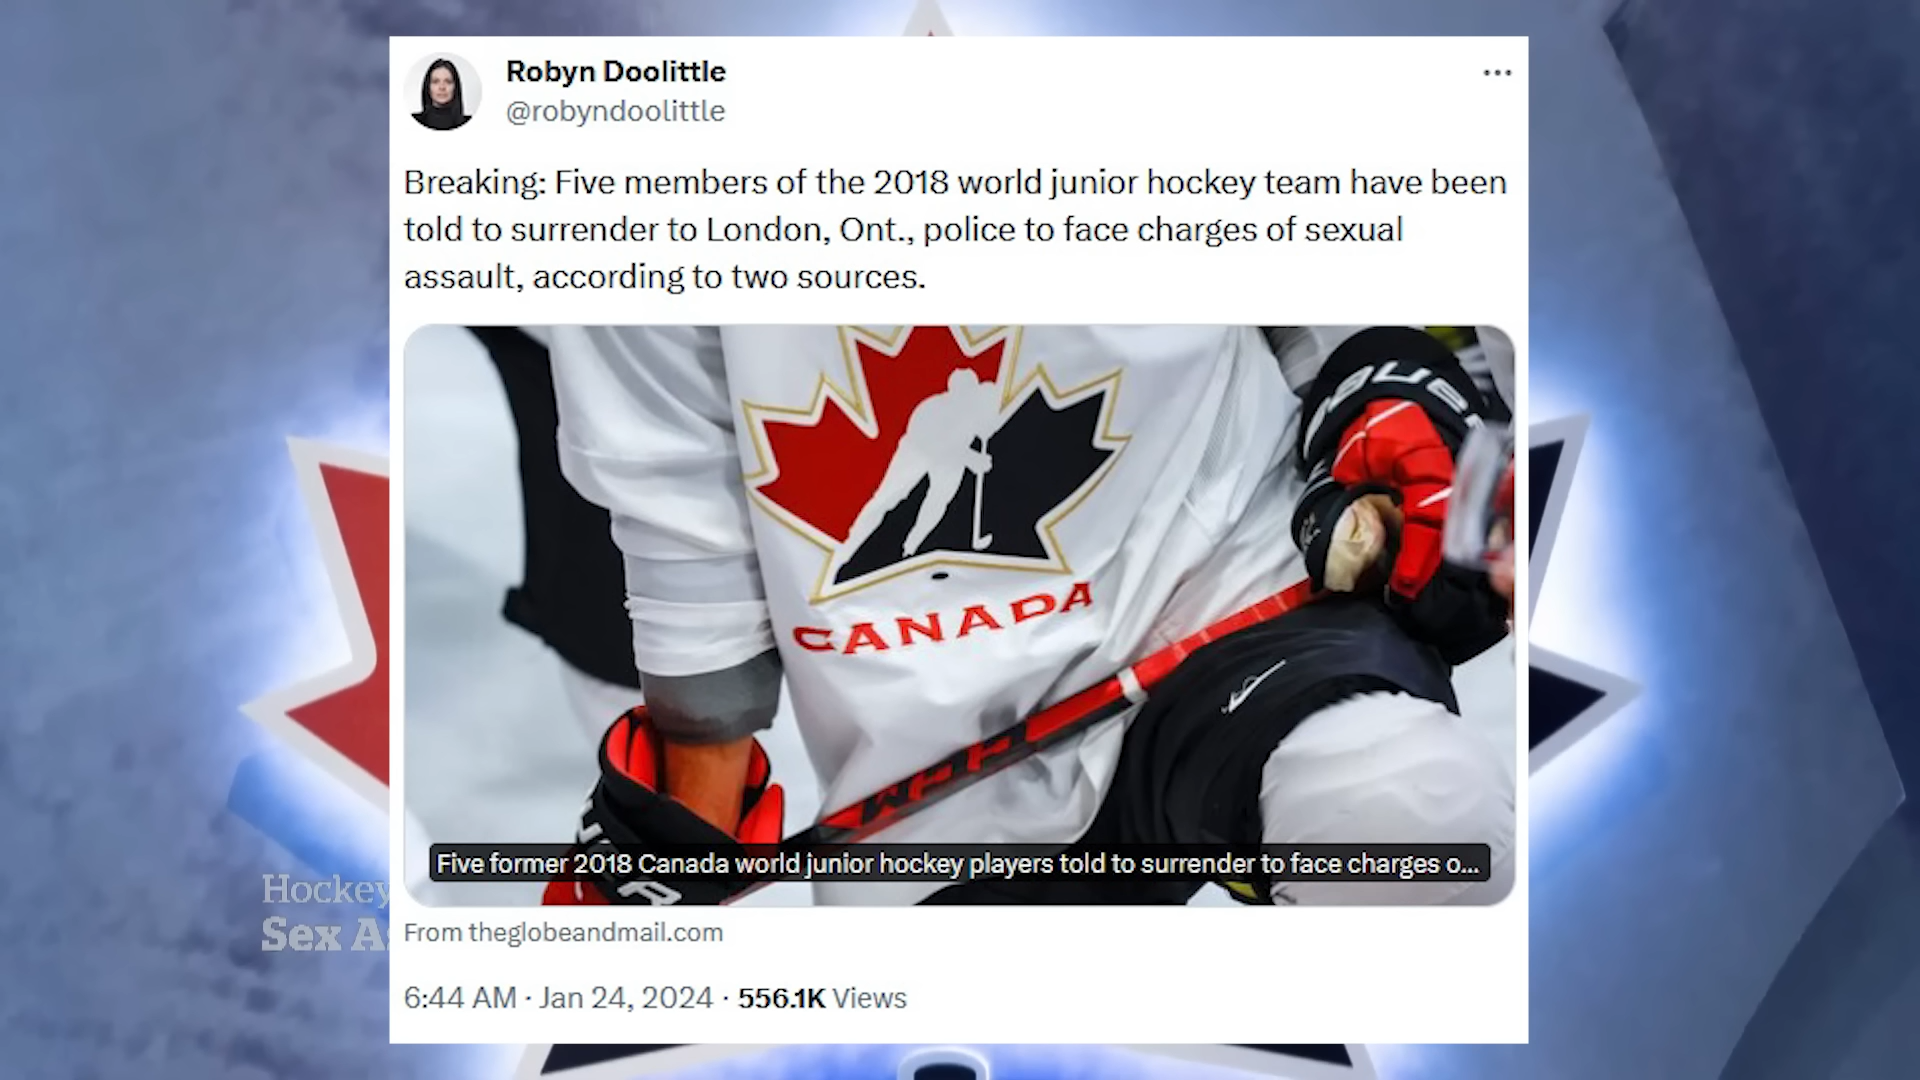 Robyn Doolittle
@robyndoolittle
Breaking: Five members of the 2018 world junior hockey team have been
told to surrender to London, Ont., police to face charges of sexual
assault, according to two sources.
BAUER
CANADA
Five former 2018 Canada world junior hockey players told to surrender to face charges o...
Hockey
Sex As
From theglobeandmail.com
6:44 AM · Jan 24, 2024 · 556.1K Views